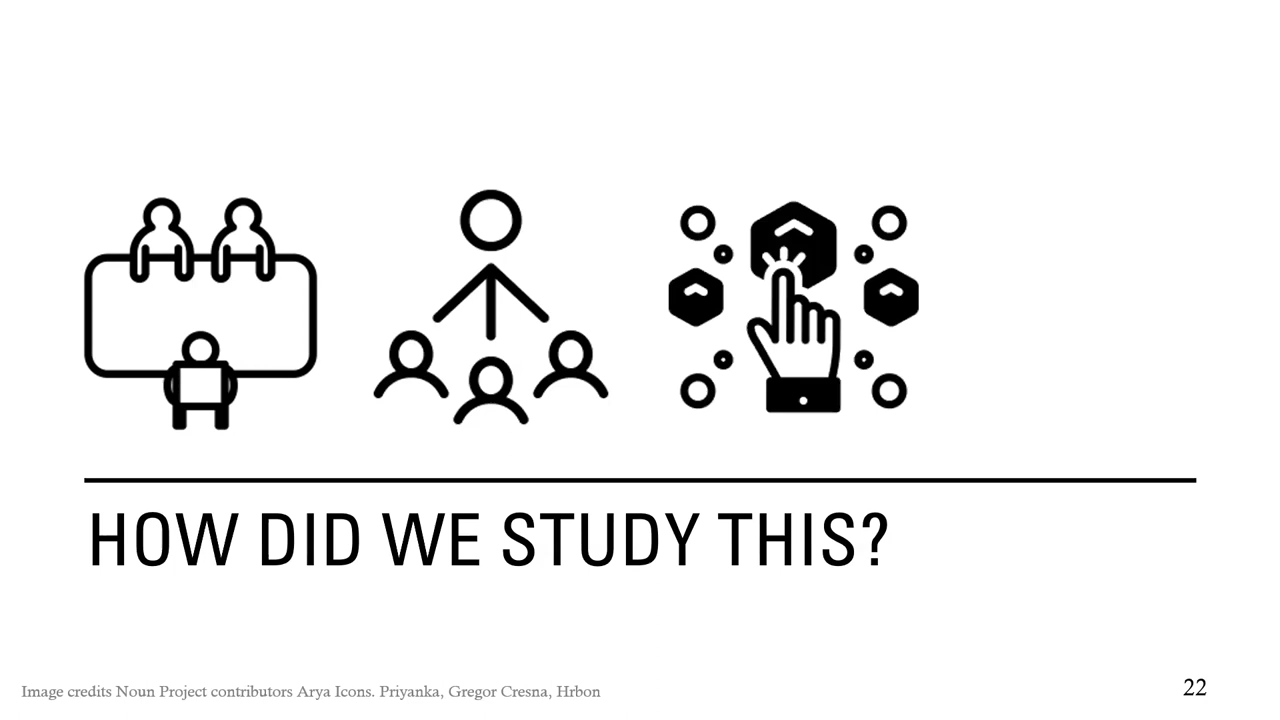 HOW DID WE STUDY THIS?
Image credits Noun Project contributors Arya Icons. Priyanka, Gregor Cresna, Hrbon
22